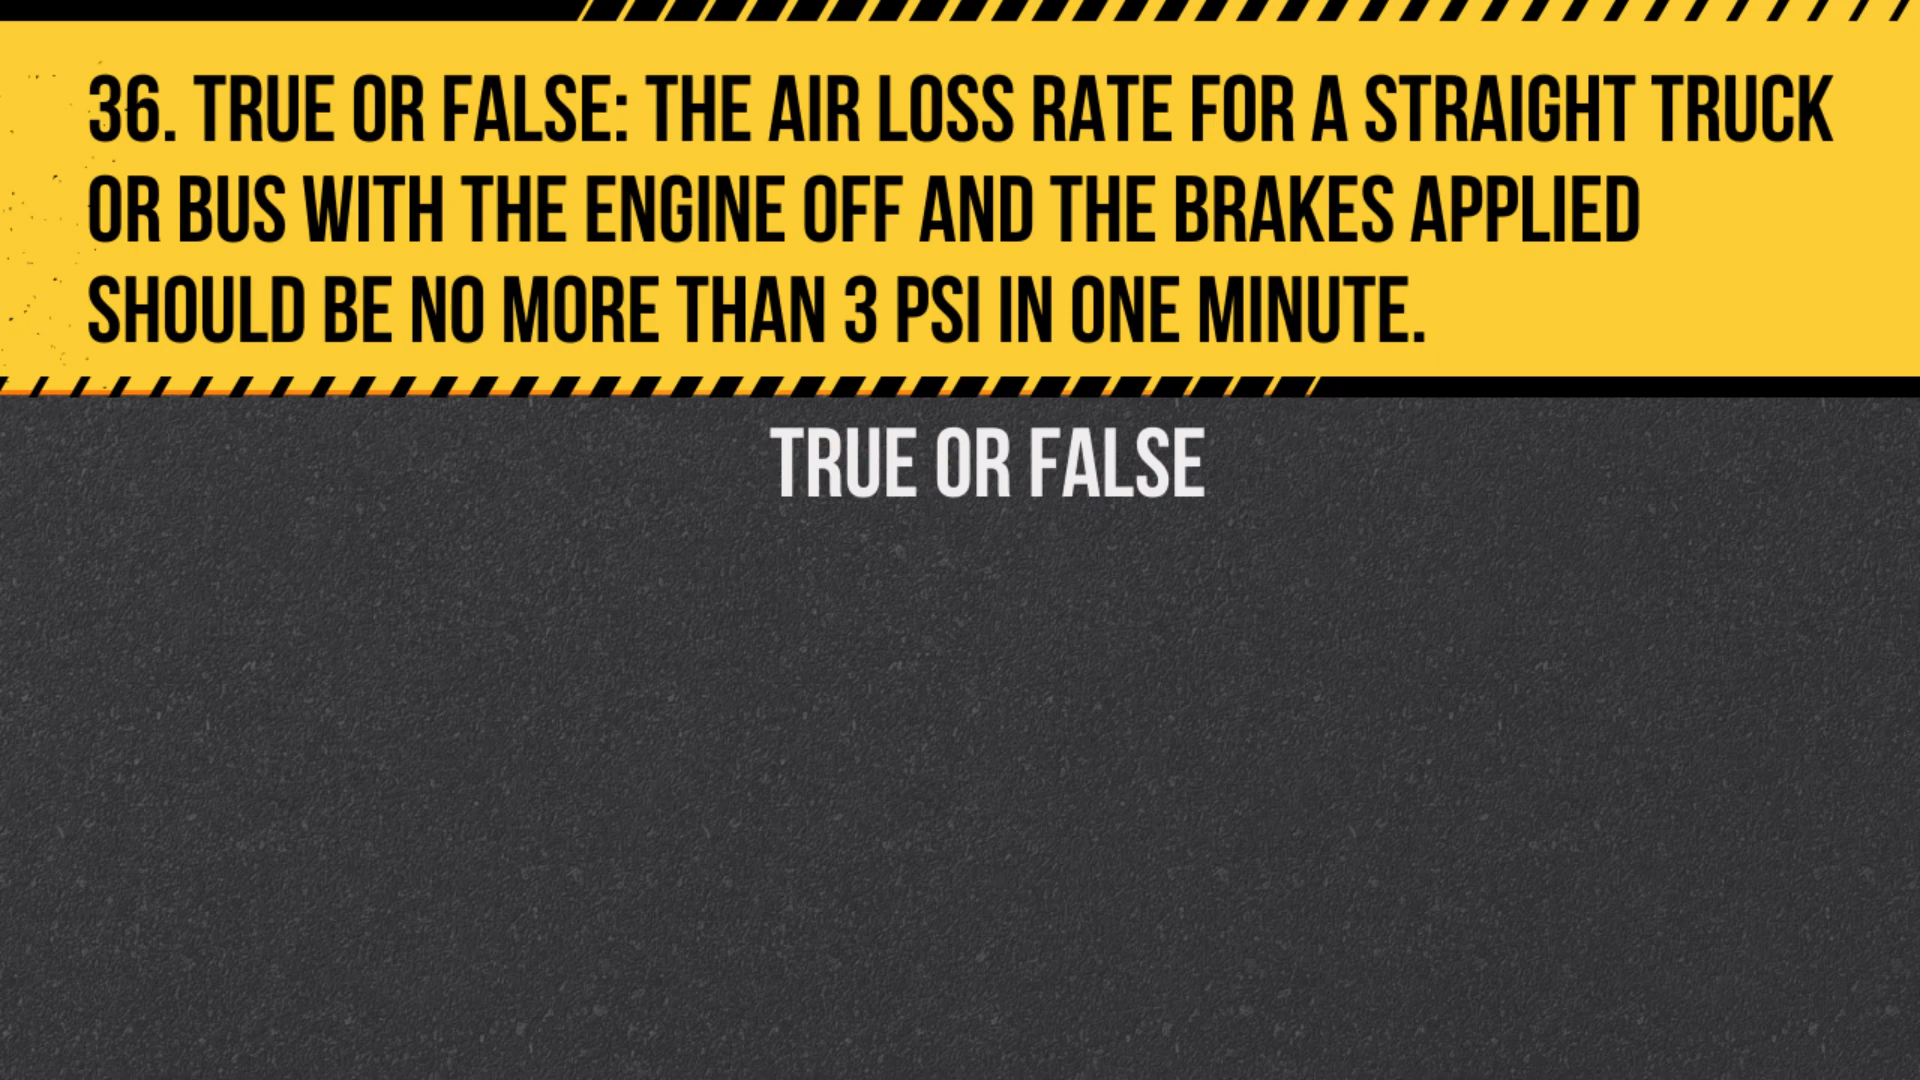 36. TRUE OR FALSE: THE AIR LOSS RATE FOR A STRAIGHT TRUCK
OR BUS WITH THE ENGINE OFF AND THE BRAKES APPLIED
SHOULD BE NO MORE THAN 3 PSI IN ONE MINUTE.
TRUE OR FALSE